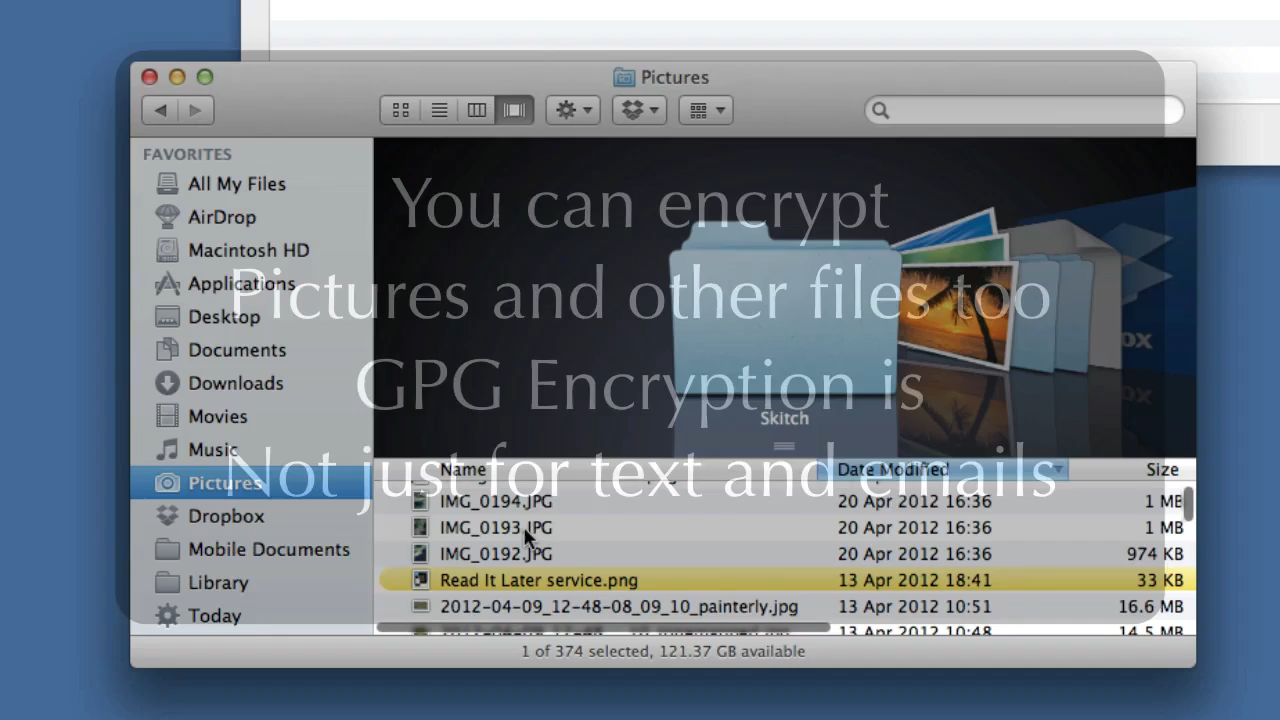 Pictures
FAVORITES
All My Files
AirDrop
Macintosh HD
Applications
Desktop
Documents
Downloads
Movies
Music
Pictures
Dropbox
Mobile Documents
Library
Today
You can encrypt
Pictures and other files too
GPG Encryption is
Not just for text and emails
Skitch
Name Date Modified Size
IMG_0194.JPG 20 Apr 2012 16:36 1 MB
IMG_0193.JPG 20 Apr 2012 16:36 1 MB
IMG_0192.JPG 20 Apr 2012 16:36 974 KB
Read It Later service.png 13 Apr 2012 18:41 33 KB
2012-04-09_12-48-08_09_10_painterly.jpg 13 Apr 2012 10:51 16.6 MB
13 Apr 2012 10:48 14.5 MB
1 of 374 selected, 121.37 GB available